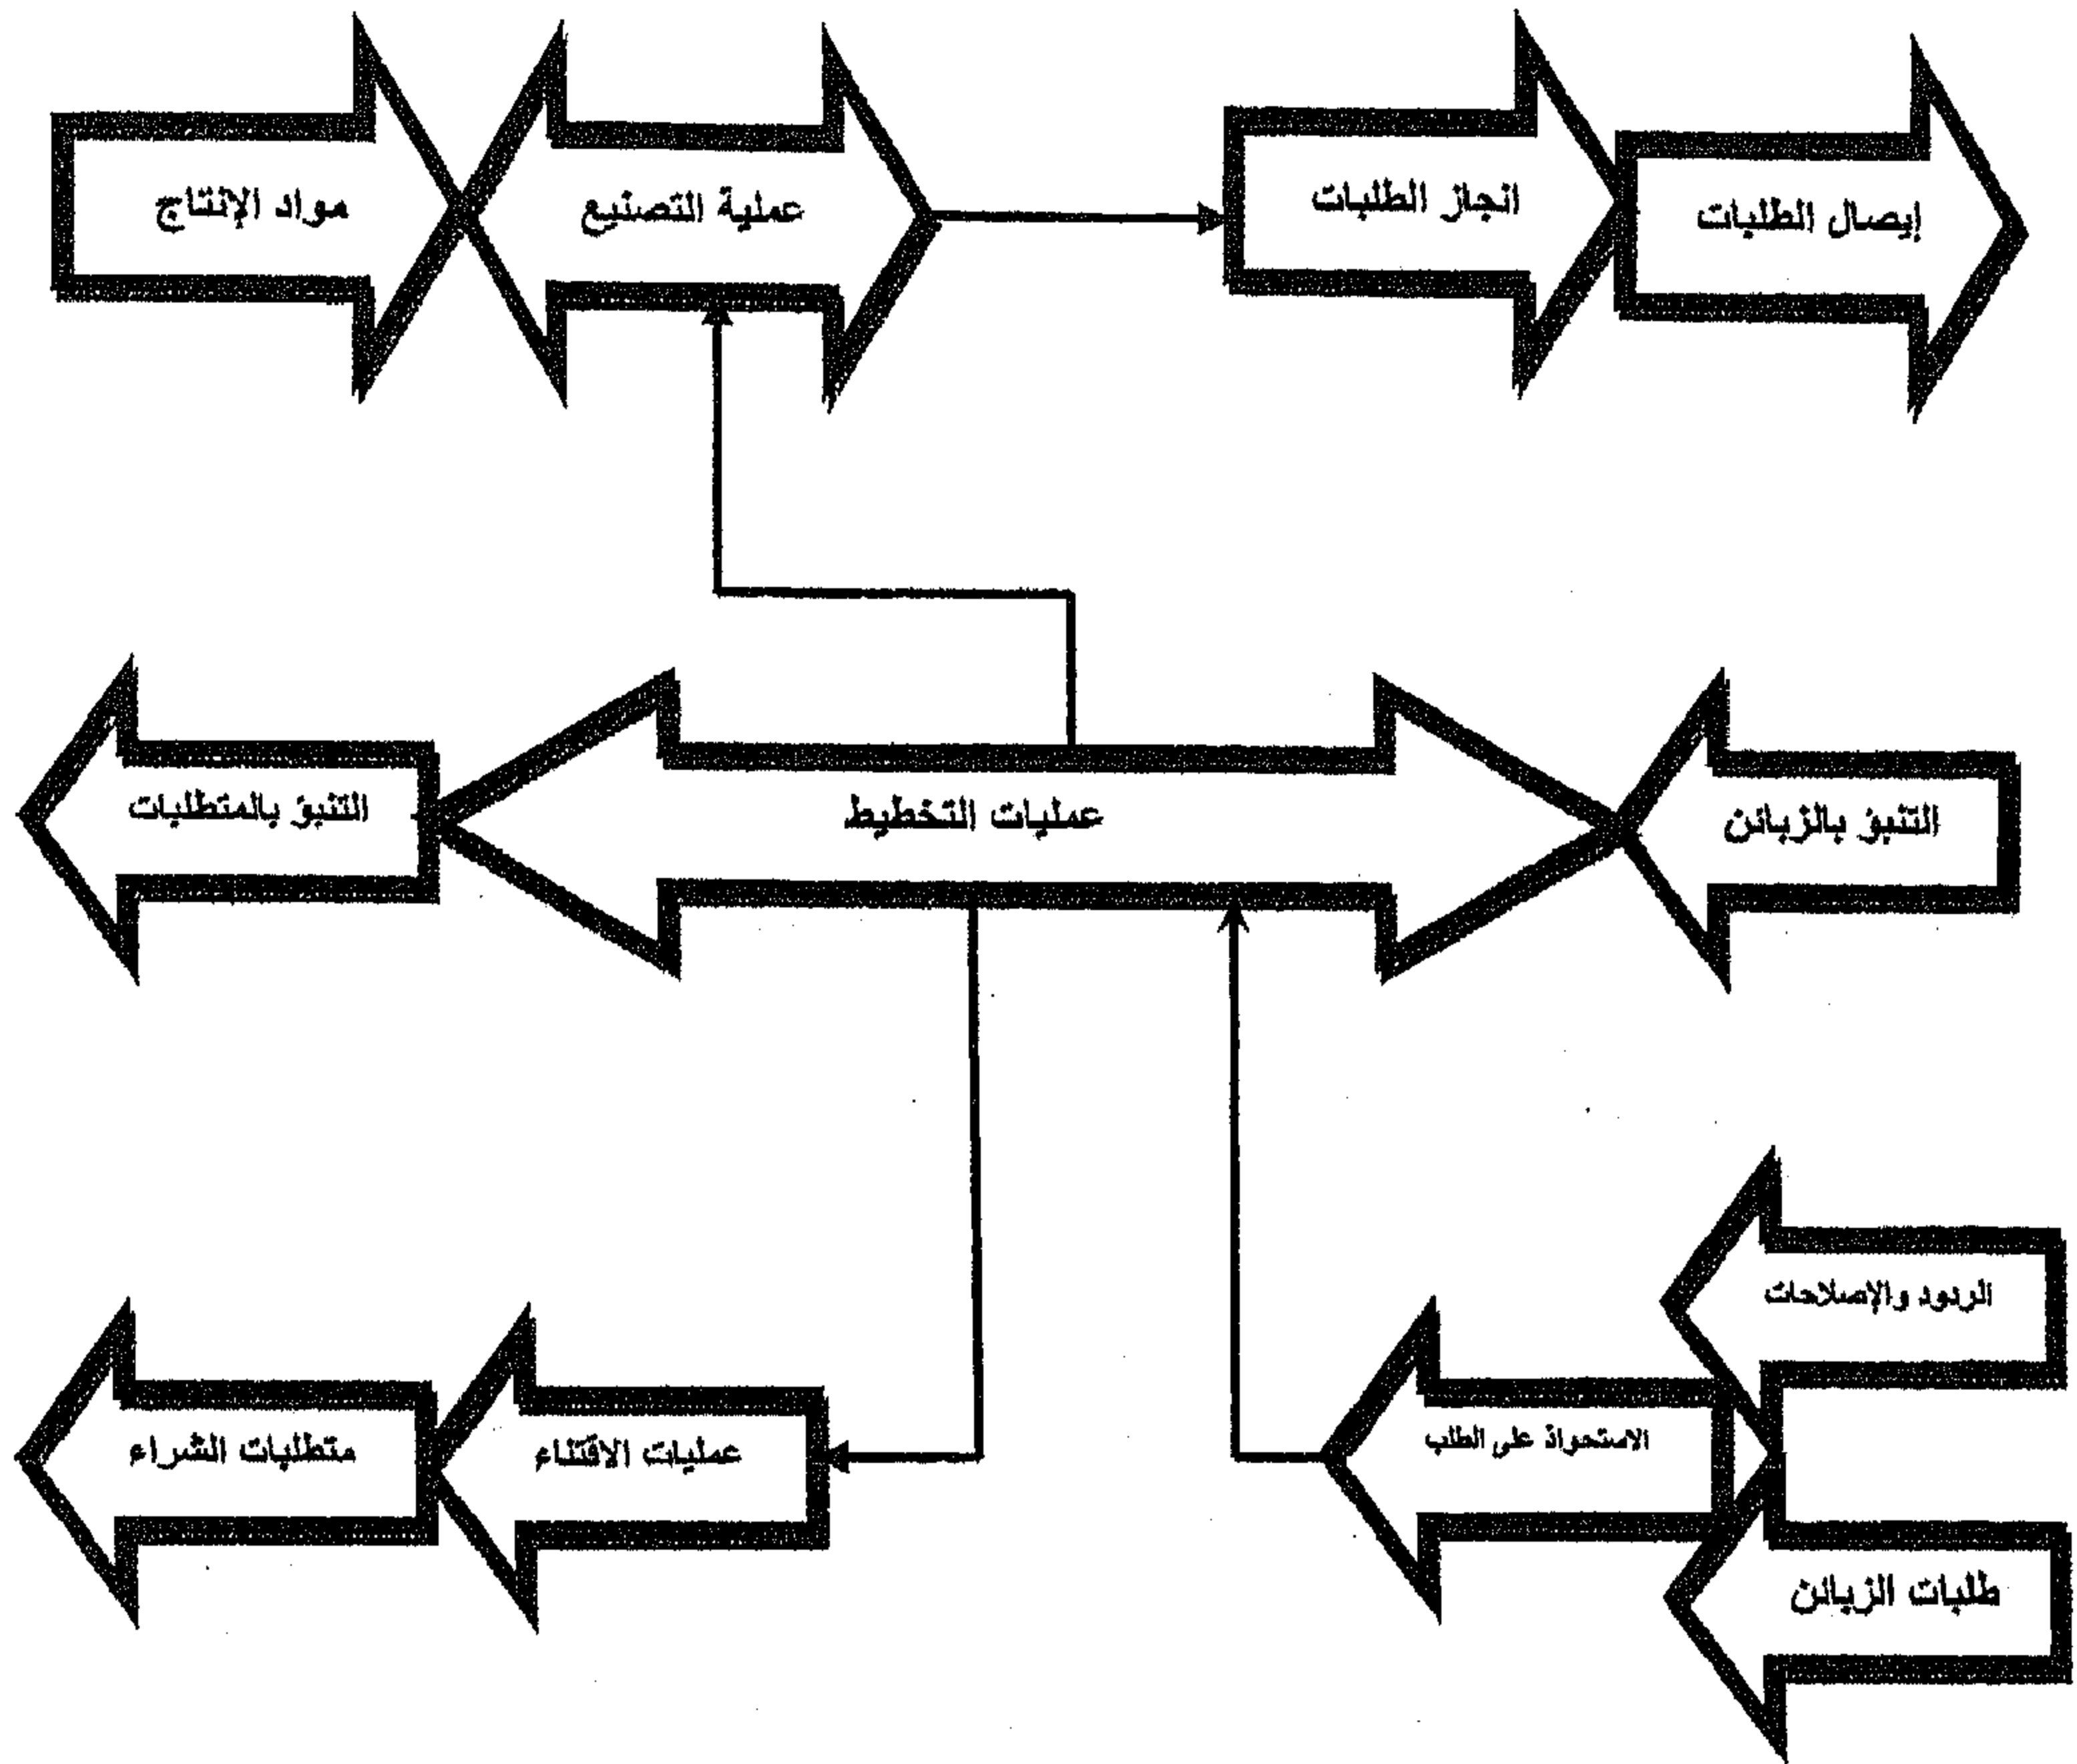 انجاز الطلبات
إيصال الطلبات
عملية التصنيع
مواد الإنتاج
التنبؤ بالزبائن
عمليات التخطيط
التنبؤ بالمتطلبات
الردود والإصلاحات
الاستحواذ على الطلب
طلبات الزبائن
عمليات الاقتناء
متطلبات الشراء